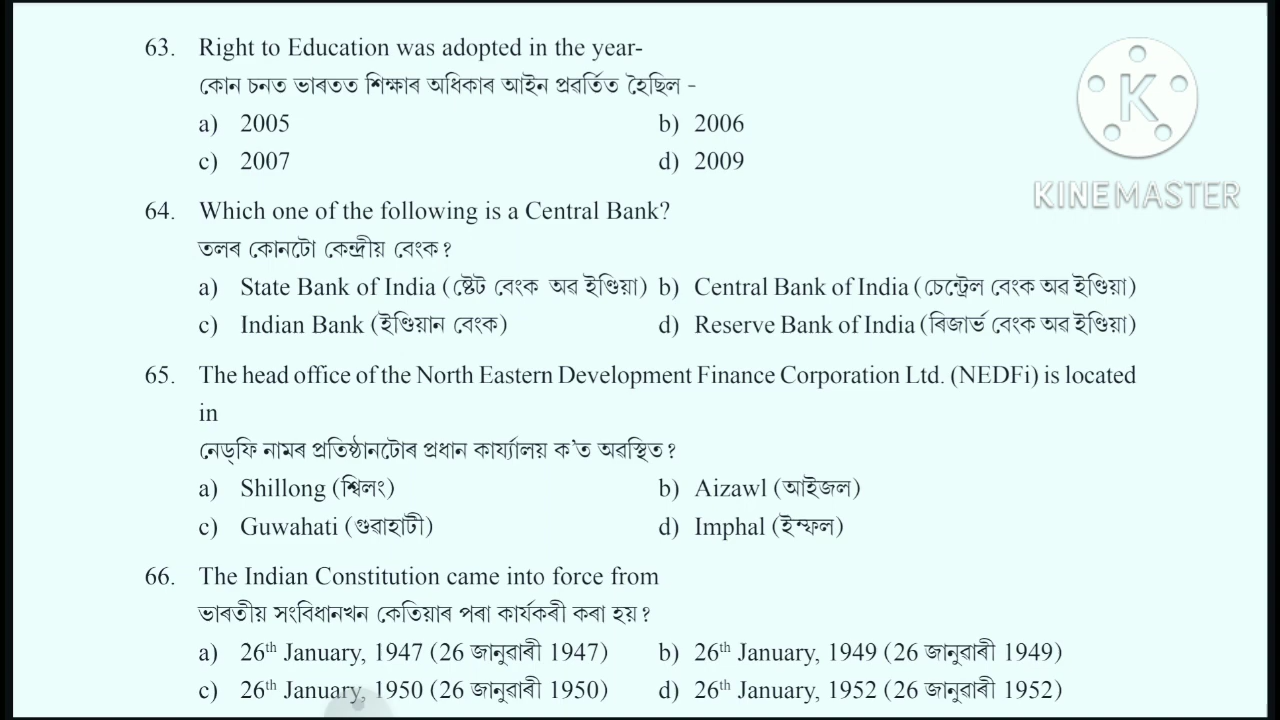 63. Right to Education was adopted in the year-
কোন চনত ভাৰতত শিক্ষাৰ অধিকাৰ আইন প্ৰৱৰ্তিত হৈছিল -
a) 2005 b) 2006
c) 2007 d) 2009
K
KINEMASTER
64. Which one of the following is a Central Bank?
তলৰ কোনটো কেন্দ্ৰীয় বেংক?
a) State Bank of India (ষ্টেট বেংক অৱ ইণ্ডিয়া) b) Central Bank of India (চেন্ট্ৰেল বেংক অৱ ইণ্ডিয়া)
c) Indian Bank (ইণ্ডিয়ান বেংক) d) Reserve Bank of India (ৰিজাৰ্ভ বেংক অৱ ইণ্ডিয়া)
65. The head office of the North Eastern Development Finance Corporation Ltd. (NEDFi) is located
in
নেড্ফি নামৰ প্ৰতিষ্ঠানটোৰ প্ৰধান কাৰ্য্যালয় ক'ত অৱস্থিত?
a) Shillong (শ্বিলং) b) Aizawl (আইজল)
c) Guwahati (গুৱাহাটী) d) Imphal (ইম্ফল)
66. The Indian Constitution came into force from
ভাৰতীয় সংবিধানখন কেতিয়াৰ পৰা কাৰ্যকৰী কৰা হয়?
a) 26th January, 1947 (26 জানুৱাৰী 1947) b) 26th January, 1949 (26 জানুৱাৰী 1949)
c) 26th January, 1950 (26 জানুৱাৰী 1950) d) 26th January, 1952 (26 জানুৱাৰী 1952)